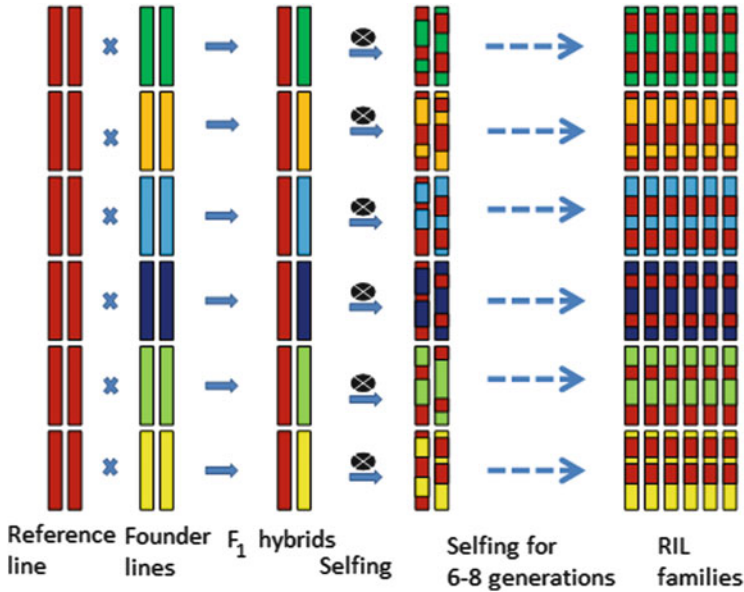 Reference line
Founder lines
F1 hybrids
Selfing
Selfing for
6-8 generations
RIL families